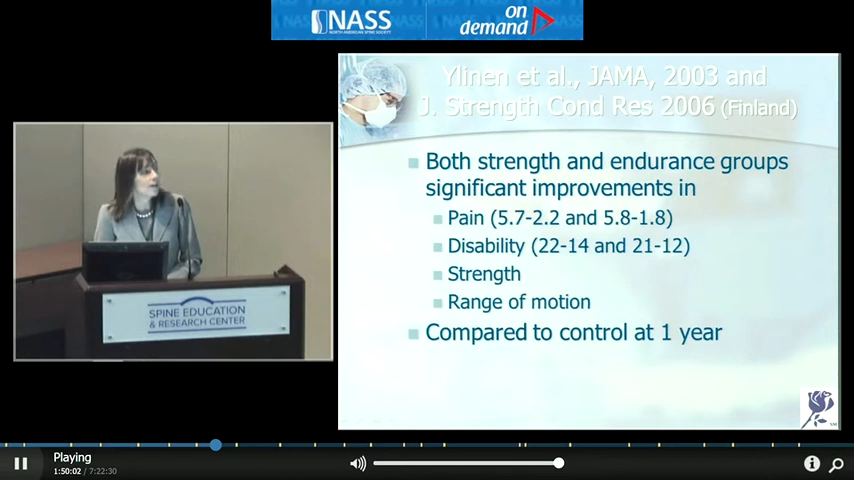 NASS
NORTH AMERICAN SPINE SOCIETY
on
demand
Ylinen et al., JAMA, 2003 and
J. Strength Cond Res 2006 (Finland)
Both strength and endurance groups
significant improvements in
Pain (5.7-2.2 and 5.8-1.8)
Disability (22-14 and 21-12)
Strength
Range of motion
Compared to control at 1 year
SPINE EDUCATION
& RESEARCH CENTER
SM
Playing
1:50:02 / 7:22:30